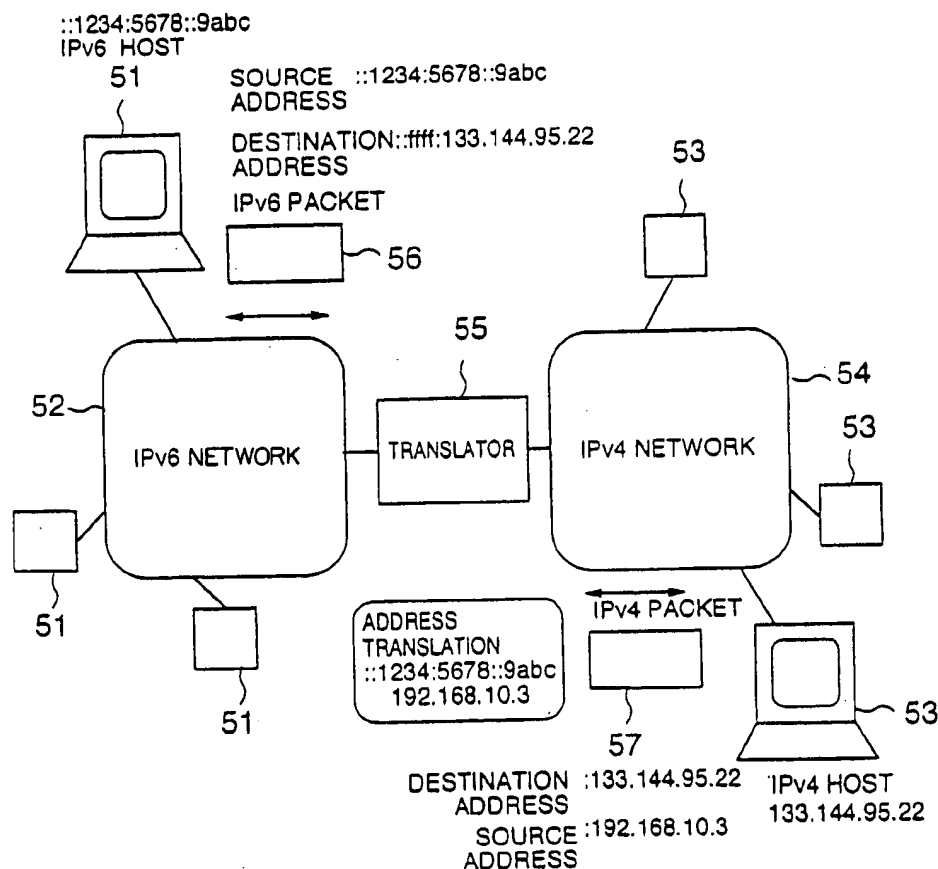 ::1234:5678::9abc
IPv6 HOST
51
SOURCE ::1234:5678::9abc
ADDRESS
DESTINATION::ffff:133.144.95.22
ADDRESS
IPv6 PACKET
56
53
55
54
52
IPv6 NETWORK
TRANSLATOR
IPv4 NETWORK
53
51
51
ADDRESS
TRANSLATION
::1234:5678::9abc
192.168.10.3
IPv4 PACKET
57
53
DESTINATION :133.144.95.22
ADDRESS
SOURCE :192.168.10.3
ADDRESS
IPv4 HOST
133.144.95.22